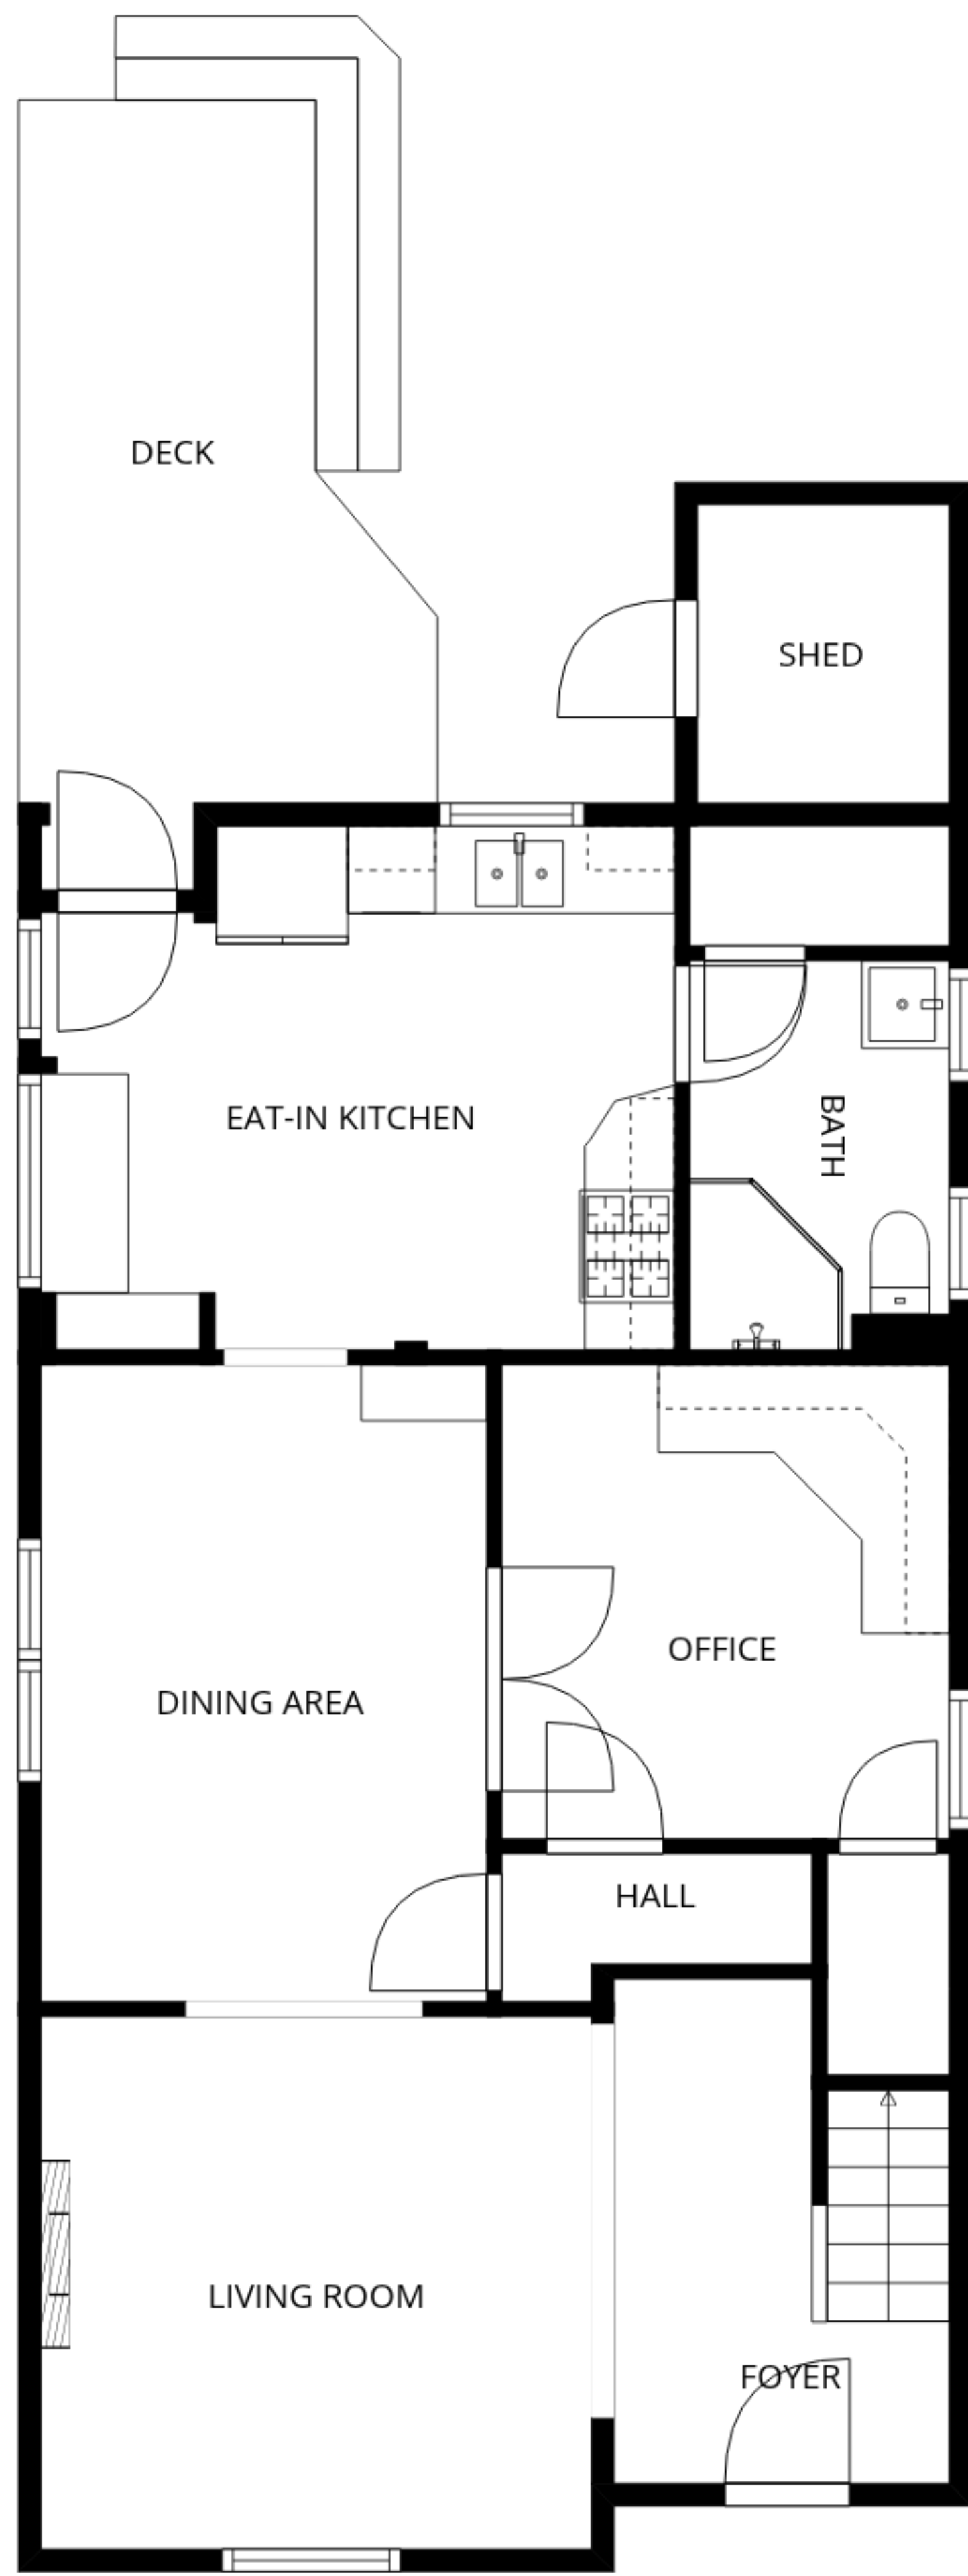 DECK
SHED
EAT-IN KITCHEN
BATH
OFFICE
DINING AREA
HALL
LIVING ROOM
FOYER